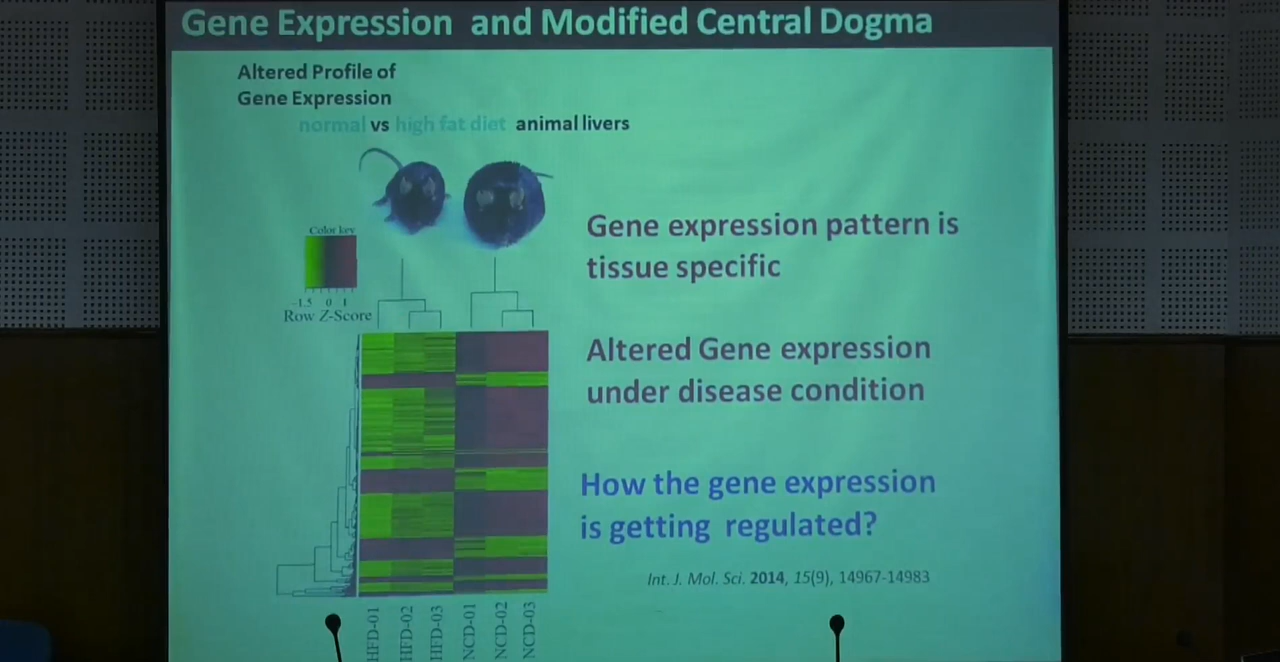 Gene Expression and Modified Central Dogma
Altered Profile of
Gene Expression
normal vs high fat diet animal livers
Gene expression pattern is
tissue specific
Color key
-1.5 0 1
Row Z-Score
Altered Gene expression
under disease condition
How the gene expression
is getting regulated?
Int. J. Mol. Sci. 2014, 15(9), 14967-14983
HFD-01
HFD-02
HFD-03
NCD-01
NCD-02
NCD-03